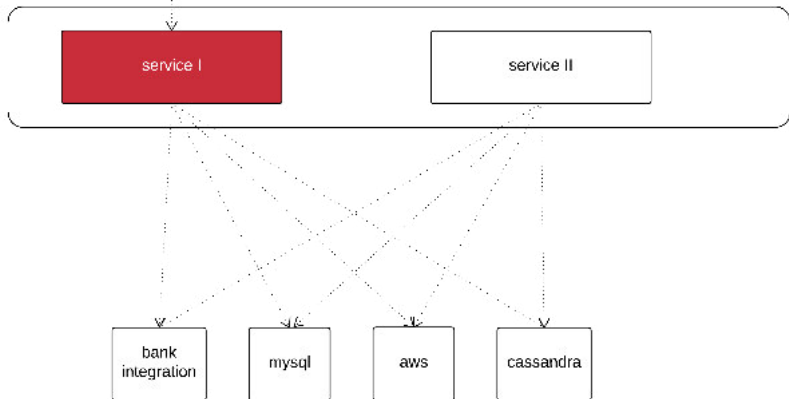 service I
service II
bank
integration
mysql
aws
cassandra